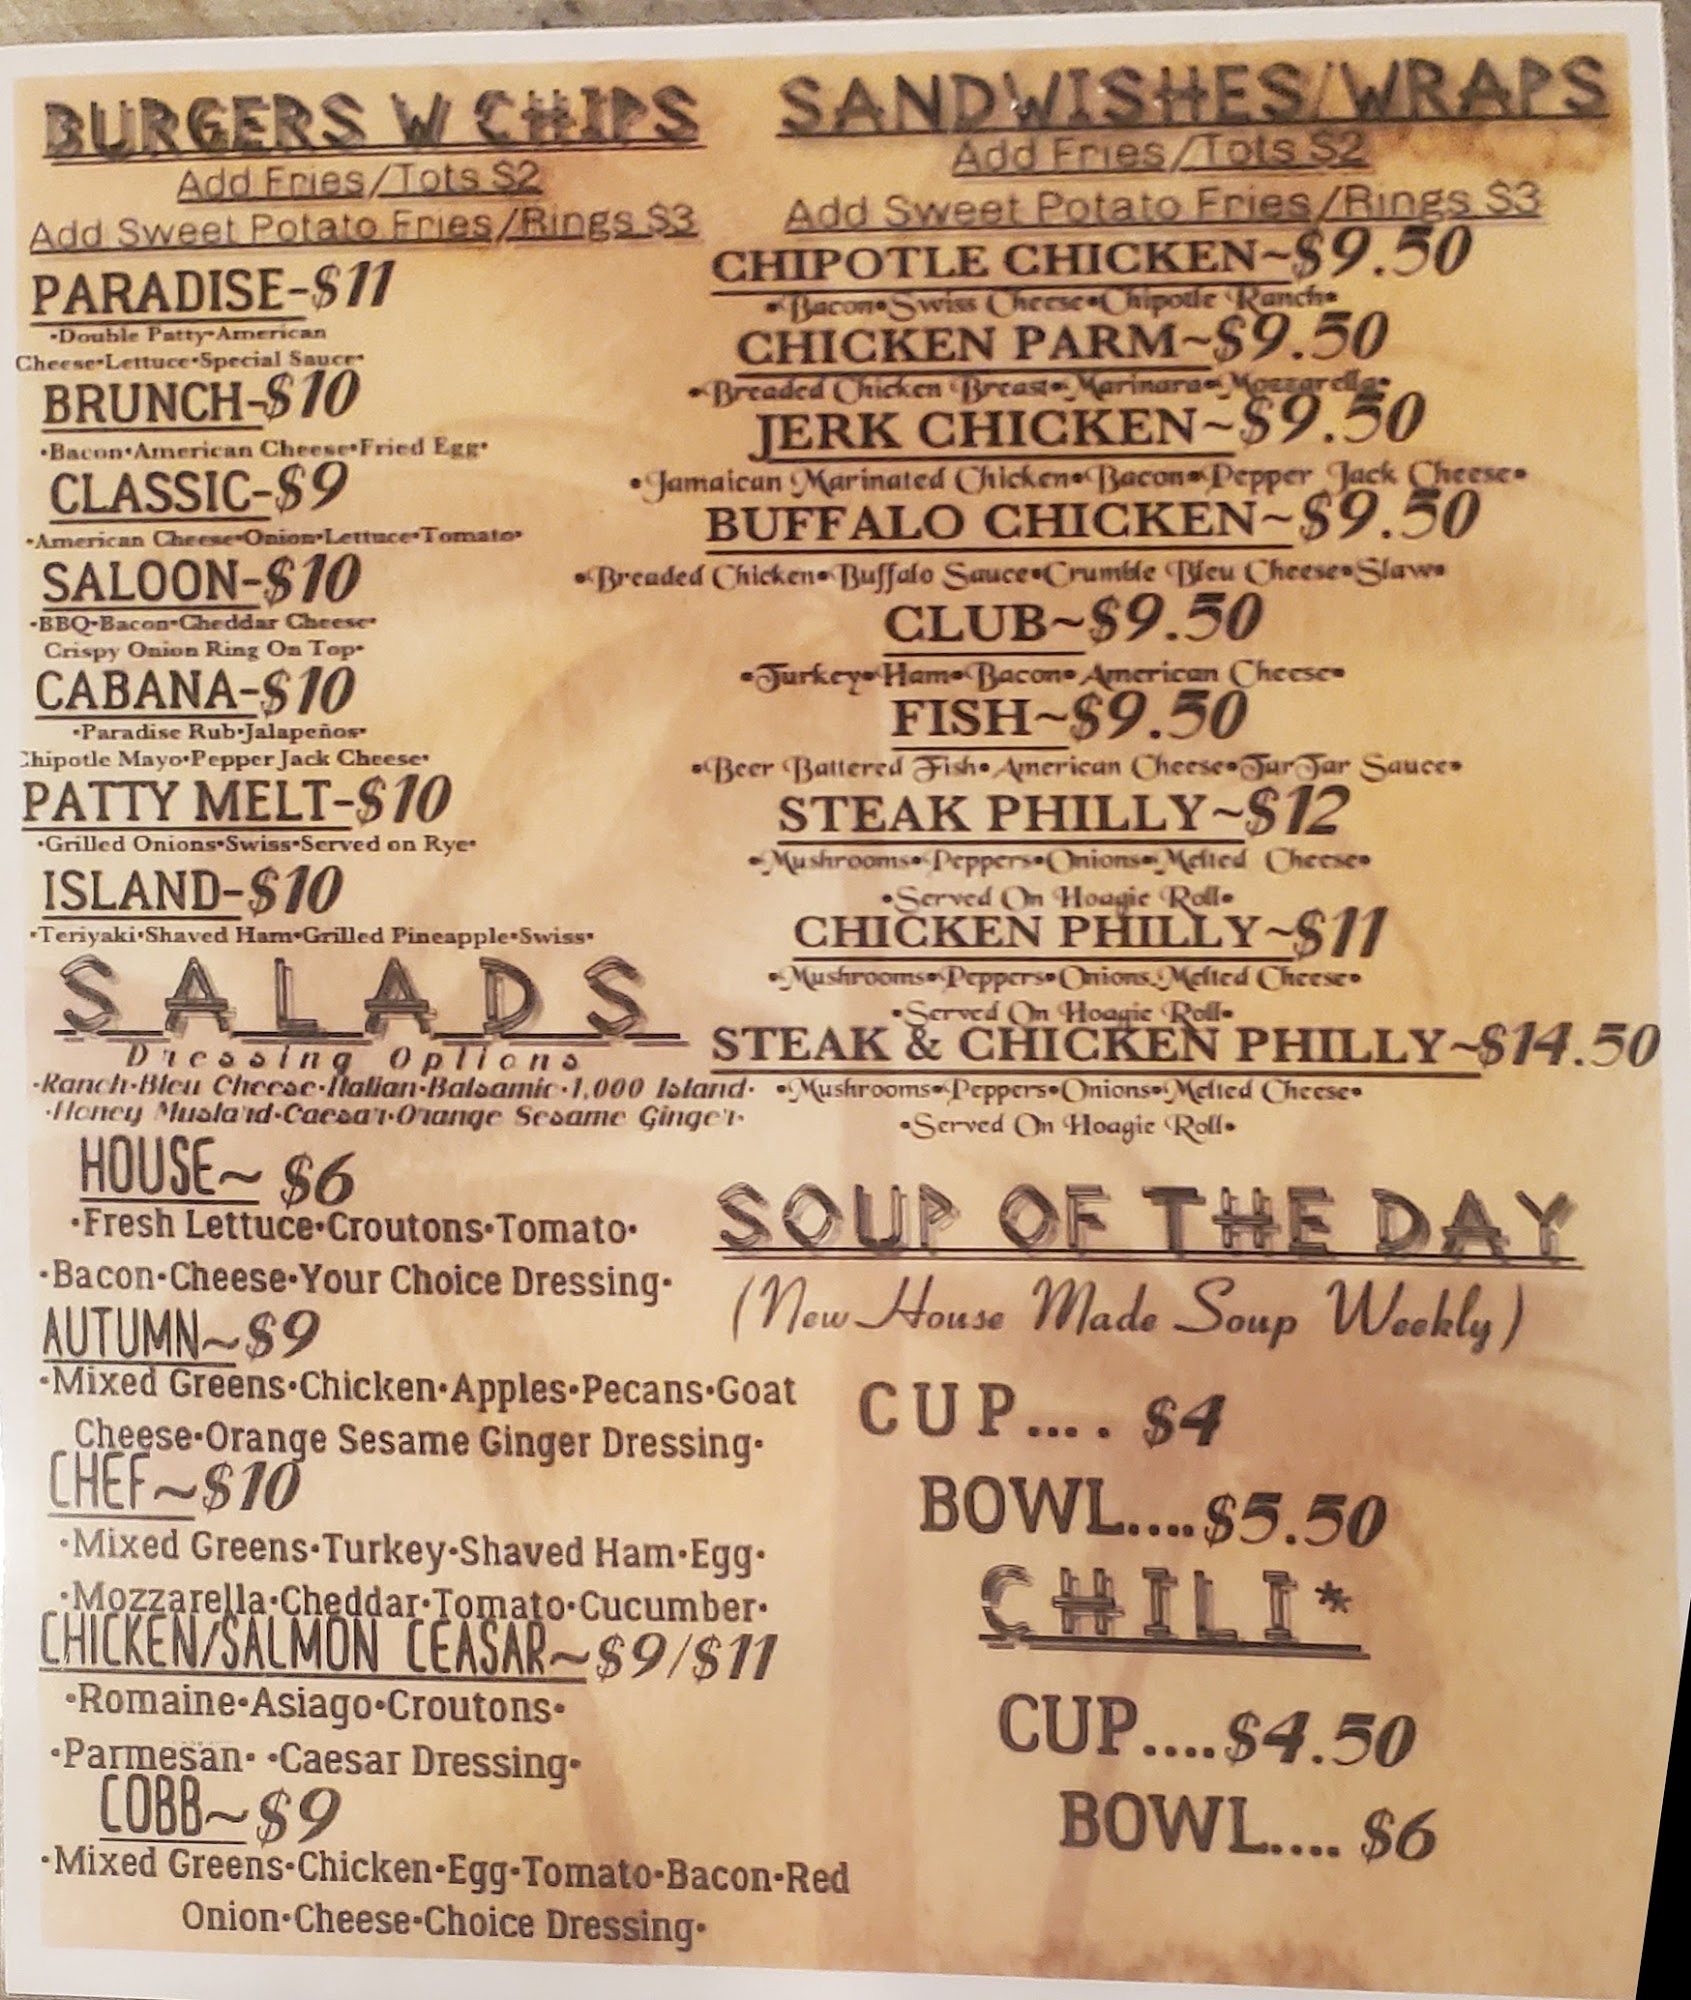 BURGERS W CHIPS
Add Fries/Tots $2
Add Sweet Potato Fries/Rings $3
PARADISE-$11
•Double Patty•American
Cheese•Lettuce•Special Sauce•
BRUNCH-$10
•Bacon•American Cheese•Fried Egg•
CLASSIC-$9
•American Cheese•Onion•Lettuce•Tomato•
SALOON-$10
•BBQ•Bacon•Cheddar Cheese•
Crispy Onion Ring On Top•
CABANA-$10
•Paradise Rub•Jalapeños•
Chipotle Mayo•Pepper Jack Cheese•
PATTY MELT-$10
•Grilled Onions•Swiss•Served on Rye•
ISLAND-$10
•Teriyaki•Shaved Ham•Grilled Pineapple•Swiss•
SALADS
Dressing Options
•Ranch•Bleu Cheese•Italian•Balsamic•1,000 Island•
•Honey Mustard•Caesar•Orange Sesame Ginger•
HOUSE~ $6
•Fresh Lettuce•Croutons•Tomato•
•Bacon•Cheese•Your Choice Dressing•
AUTUMN~$9
•Mixed Greens•Chicken•Apples•Pecans•Goat
Cheese•Orange Sesame Ginger Dressing•
CHEF~$10
•Mixed Greens•Turkey•Shaved Ham•Egg•
•Mozzarella•Cheddar•Tomato•Cucumber•
CHICKEN/SALMON CEASAR~$9/$11
•Romaine•Asiago•Croutons•
•Parmesan• •Caesar Dressing•
COBB~$9
•Mixed Greens•Chicken•Egg•Tomato•Bacon•Red
Onion•Cheese•Choice Dressing•
SANDWISHES/WRAPS
Add Fries/Tots $2
Add Sweet Potato Fries/Rings $3
CHIPOTLE CHICKEN~$9.50
•Bacon•Swiss Cheese•Chipotle Ranch•
CHICKEN PARM~$9.50
•Breaded Chicken Breast•Marinara•Mozzarella•
JERK CHICKEN~$9.50
•Jamaican Marinated Chicken•Bacon•Pepper Jack Cheese•
BUFFALO CHICKEN~$9.50
•Breaded Chicken•Buffalo Sauce•Crumble Bleu Cheese•Slaw•
CLUB~$9.50
•Turkey•Ham•Bacon•American Cheese•
FISH~$9.50
•Beer Battered Fish•American Cheese•TarTar Sauce•
STEAK PHILLY~$12
•Mushrooms•Peppers•Onions•Melted Cheese•
•Served On Hoagie Roll•
CHICKEN PHILLY~$11
•Mushrooms•Peppers•Onions.Melted Cheese•
•Served On Hoagie Roll•
STEAK & CHICKEN PHILLY~$14.50
•Mushrooms•Peppers•Onions•Melted Cheese•
•Served On Hoagie Roll•
SOUP OF THE DAY
(New House Made Soup Weekly)
CUP.... $4
BOWL....$5.50
CHILI*
CUP....$4.50
BOWL.... $6